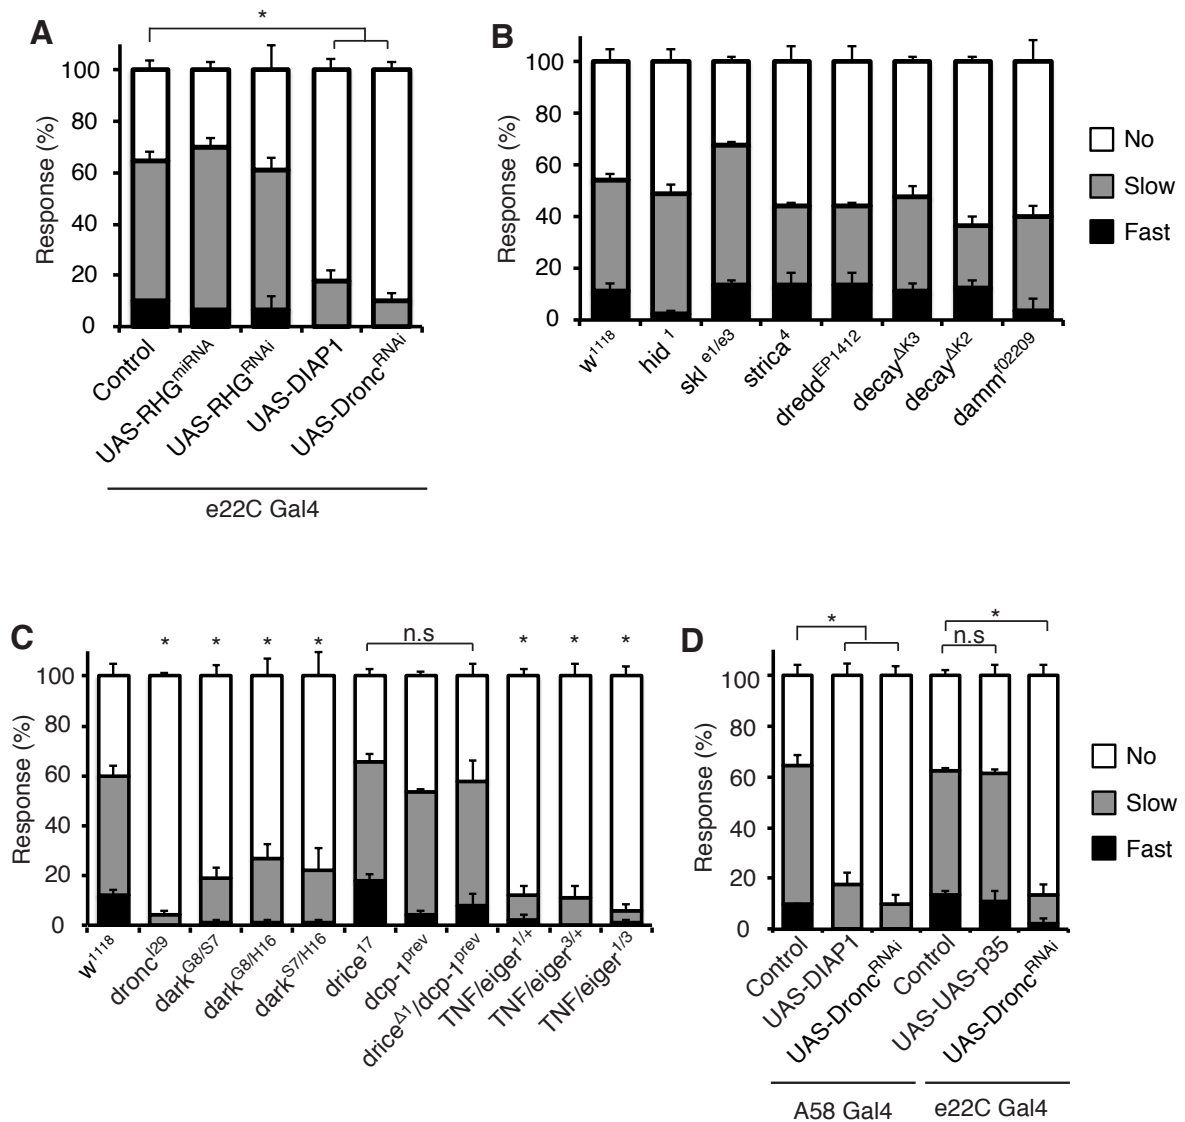 A
*
Response (%)
100
80
60
40
20
0
Control
UAS-RHG^miRNA
UAS-RHG^RNAi
UAS-DIAP1
UAS-Dronc^RNAi
e22C Gal4
B
Response (%)
100
80
60
40
20
0
w^1118
hid^1
skl^e1/e3
strica^4
dredd^EP1412
decay^ΔK3
decay^ΔK2
damm^f02209
No
Slow
Fast
C
* * * * n.s * * *
Response (%)
100
80
60
40
20
0
w^1118
dronc^I29
dark^G8/S7
dark^G8/H16
dark^S7/H16
drice^17
dcp-1^prev
drice^Δ1/dcp-1^prev
TNF/eiger^1/+
TNF/eiger^3/+
TNF/eiger^1/3
D
* *
n.s
Response (%)
100
80
60
40
20
0
Control
UAS-DIAP1
UAS-Dronc^RNAi
Control
UAS-UAS-p35
UAS-Dronc^RNAi
A58 Gal4
e22C Gal4
No
Slow
Fast